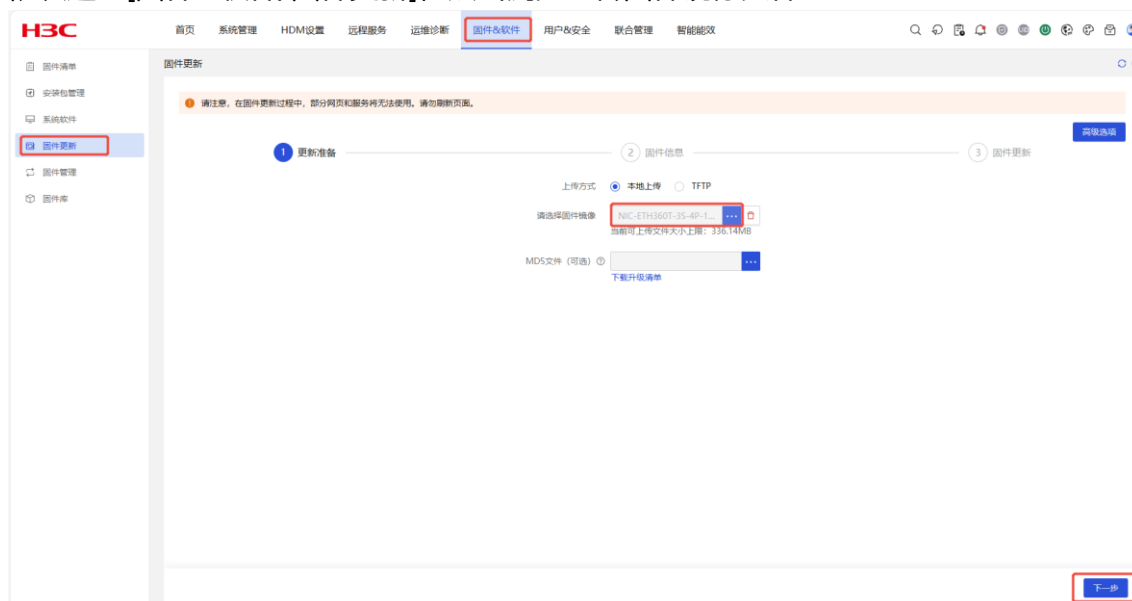 H3C
首页 系统管理 HDM设置 远程服务 运维诊断 固件&软件 用户&安全 联合管理 智能能效
固件清单
安装包管理
系统软件
固件更新
固件管理
固件库
固件更新
请注意，在固件更新过程中，部分网页和服务将无法使用。请勿刷新页面。
高级选项
1 更新准备 2 固件信息 3 固件更新
上传方式 本地上传 TFTP
请选择固件镜像 NIC-ETH360T-3S-4P-1... ...
当前可上传文件大小上限：336.14MB
MD5文件（可选） ...
下载升级清单
下一步